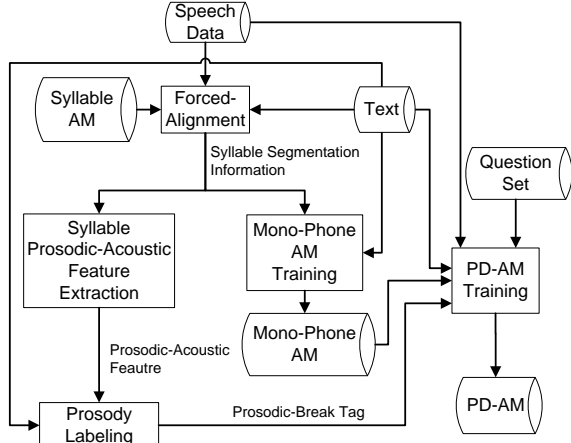 Speech
Data
Syllable
AM
Forced-
Alignment
Text
Syllable Segmentation
Information
Question
Set
Syllable
Prosodic-Acoustic
Feature
Extraction
Mono-Phone
AM
Training
PD-AM
Training
Mono-Phone
AM
Prosodic-Acoustic
Feautre
Prosody
Labeling
Prosodic-Break Tag
PD-AM